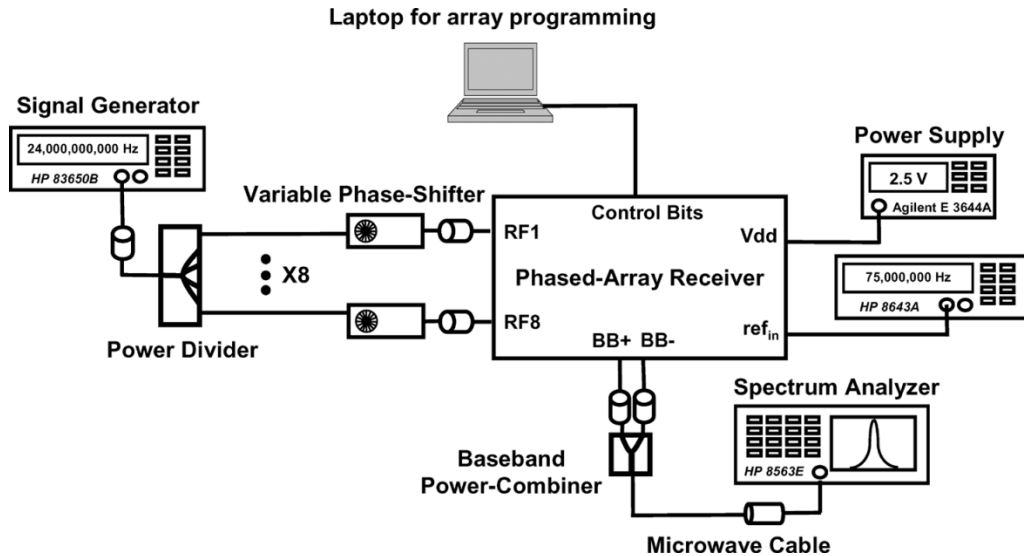 Laptop for array programming
Signal Generator
24,000,000,000 Hz
HP 83650B
Variable Phase-Shifter
Power Supply
2.5 V
Agilent E 3644A
Control Bits
RF1
Vdd
Phased-Array Receiver
75,000,000 Hz
HP 8643A
X8
RF8
ref in
BB+ BB-
Power Divider
Spectrum Analyzer
HP 8563E
Baseband
Power-Combiner
Microwave Cable